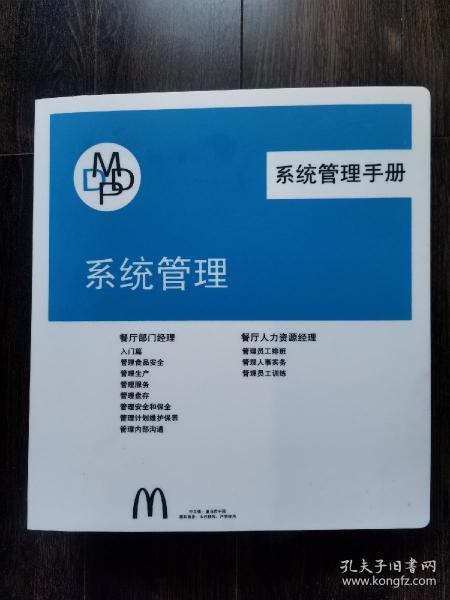 MDDP
系统管理手册
系统管理
餐厅部门经理
入门篇
管理食品安全
管理生产
管理服务
管理盘存
管理安全和保全
管理计划维护保养
管理内部沟通
餐厅人力资源经理
管理员工排班
管理人事实务
管理员工训练
孔夫子旧书网
www.kongfz.com